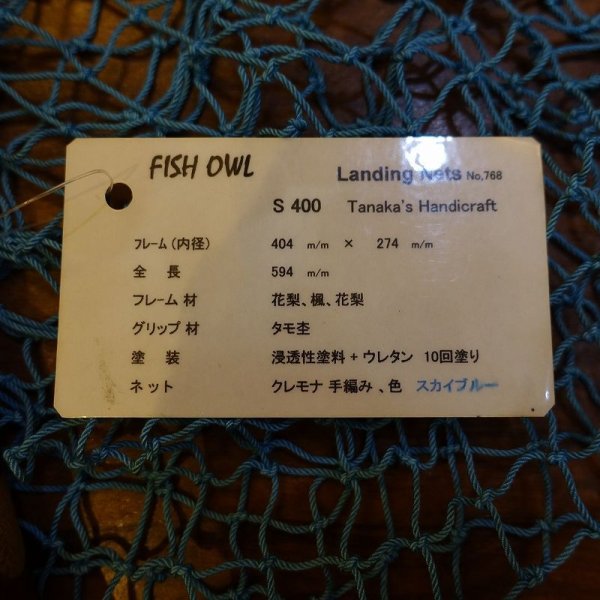 FISH OWL Landing Nets No,768
S 400 Tanaka's Handicraft
フレーム(内径) 404 m/m × 274 m/m
全長 594 m/m
フレーム材 花梨、楓、花梨
グリップ材 タモ杢
塗装 浸透性塗料+ウレタン 10回塗り
ネット クレモナ 手編み、色 スカイブルー